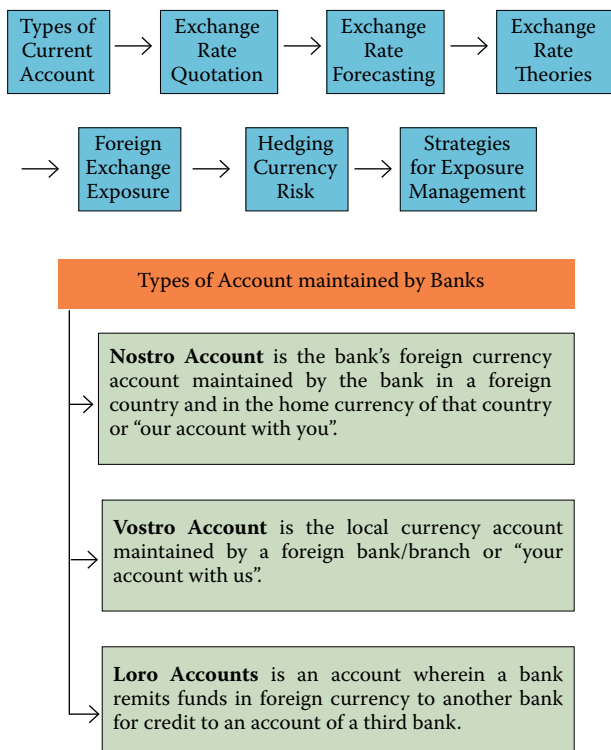 Types of
Current
Account
Exchange
Rate
Quotation
Exchange
Rate
Forecasting
Exchange
Rate
Theories
Foreign
Exchange
Exposure
Hedging
Currency
Risk
Strategies
for Exposure
Management
Types of Account maintained by Banks
Nostro Account is the bank's foreign currency
account maintained by the bank in a foreign
country and in the home currency of that country
or “our account with you”.
Vostro Account is the local currency account
maintained by a foreign bank/branch or “your
account with us”.
Loro Accounts is an account wherein a bank
remits funds in foreign currency to another bank
for credit to an account of a third bank.